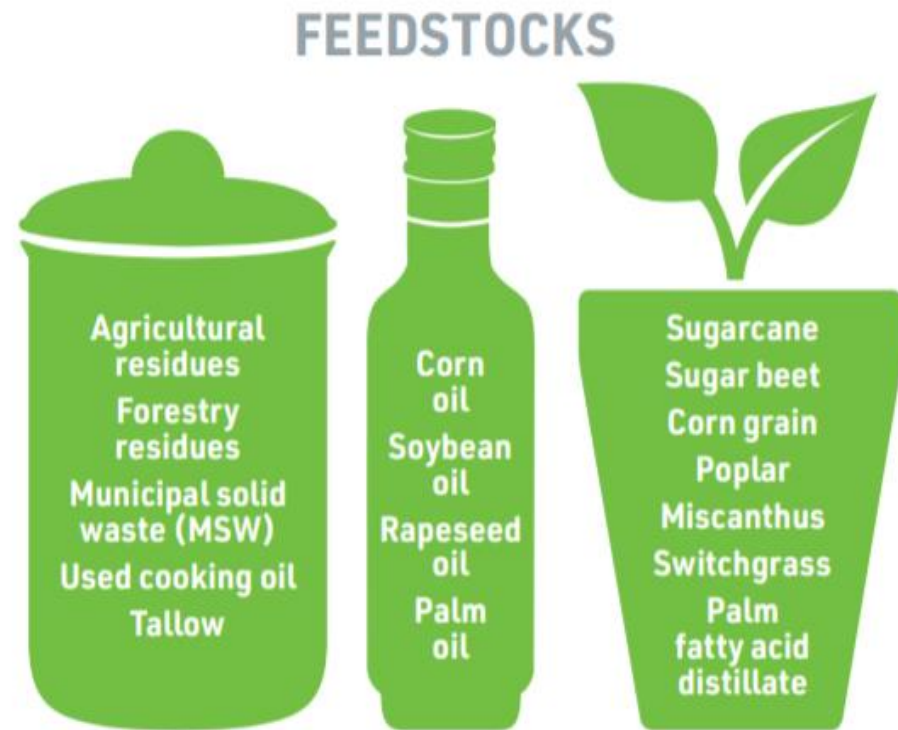 FEEDSTOCKS
Agricultural
residues
Forestry
residues
Municipal solid
waste (MSW)
Used cooking oil
Tallow
Corn
oil
Soybean
oil
Rapeseed
oil
Palm
oil
Sugarcane
Sugar beet
Corn grain
Poplar
Miscanthus
Switchgrass
Palm
fatty acid
distillate